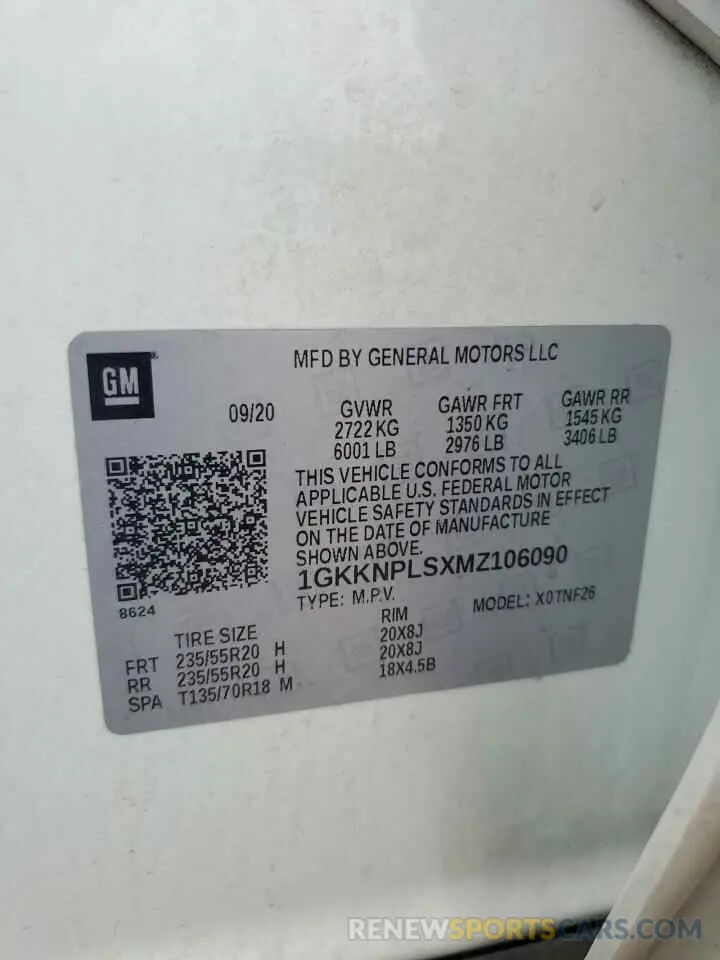 MFD BY GENERAL MOTORS LLC
GM®
09/20
GVWR
2722 KG
6001 LB
GAWR FRT
1350 KG
2976 LB
GAWR RR
1545 KG
3406 LB
THIS VEHICLE CONFORMS TO ALL
APPLICABLE U.S. FEDERAL MOTOR
VEHICLE SAFETY STANDARDS IN EFFECT
ON THE DATE OF MANUFACTURE
SHOWN ABOVE.
1GKKNPLSXMZ106090
8624
TYPE: M.P.V. MODEL: X0TNF26
TIRE SIZE RIM
FRT 235/55R20 H 20X8J
RR 235/55R20 H 20X8J
SPA T135/70R18 M 18X4.5B
RENEWSPORTSCARS.COM